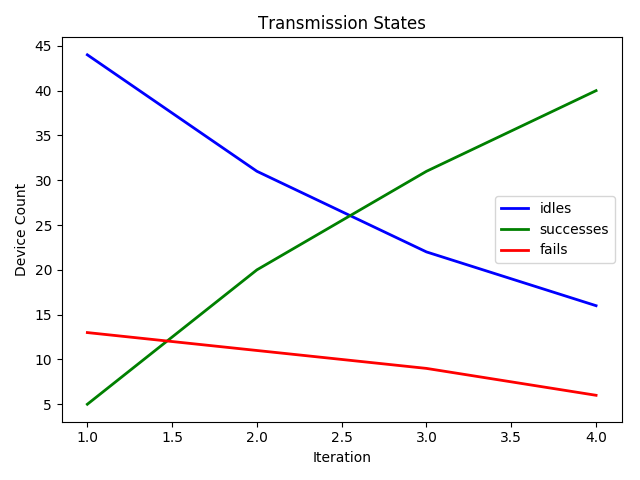 Transmission States
Device Count
45
40
35
30
25
20
15
10
5
idles
successes
fails
1.0 1.5 2.0 2.5 3.0 3.5 4.0
Iteration